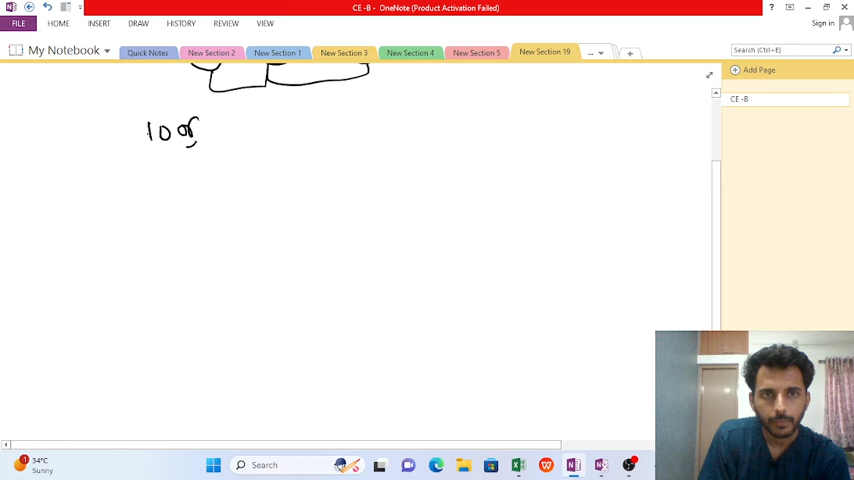 CE -B - OneNote (Product Activation Failed)
FILE HOME INSERT DRAW HISTORY REVIEW VIEW Sign in
My Notebook Quick Notes New Section 2 New Section 1 New Section 3 New Section 4 New Section 5 New Section 19 ... Search (Ctrl+E)
Add Page
CE -B
100
1
34°C
Sunny
Search